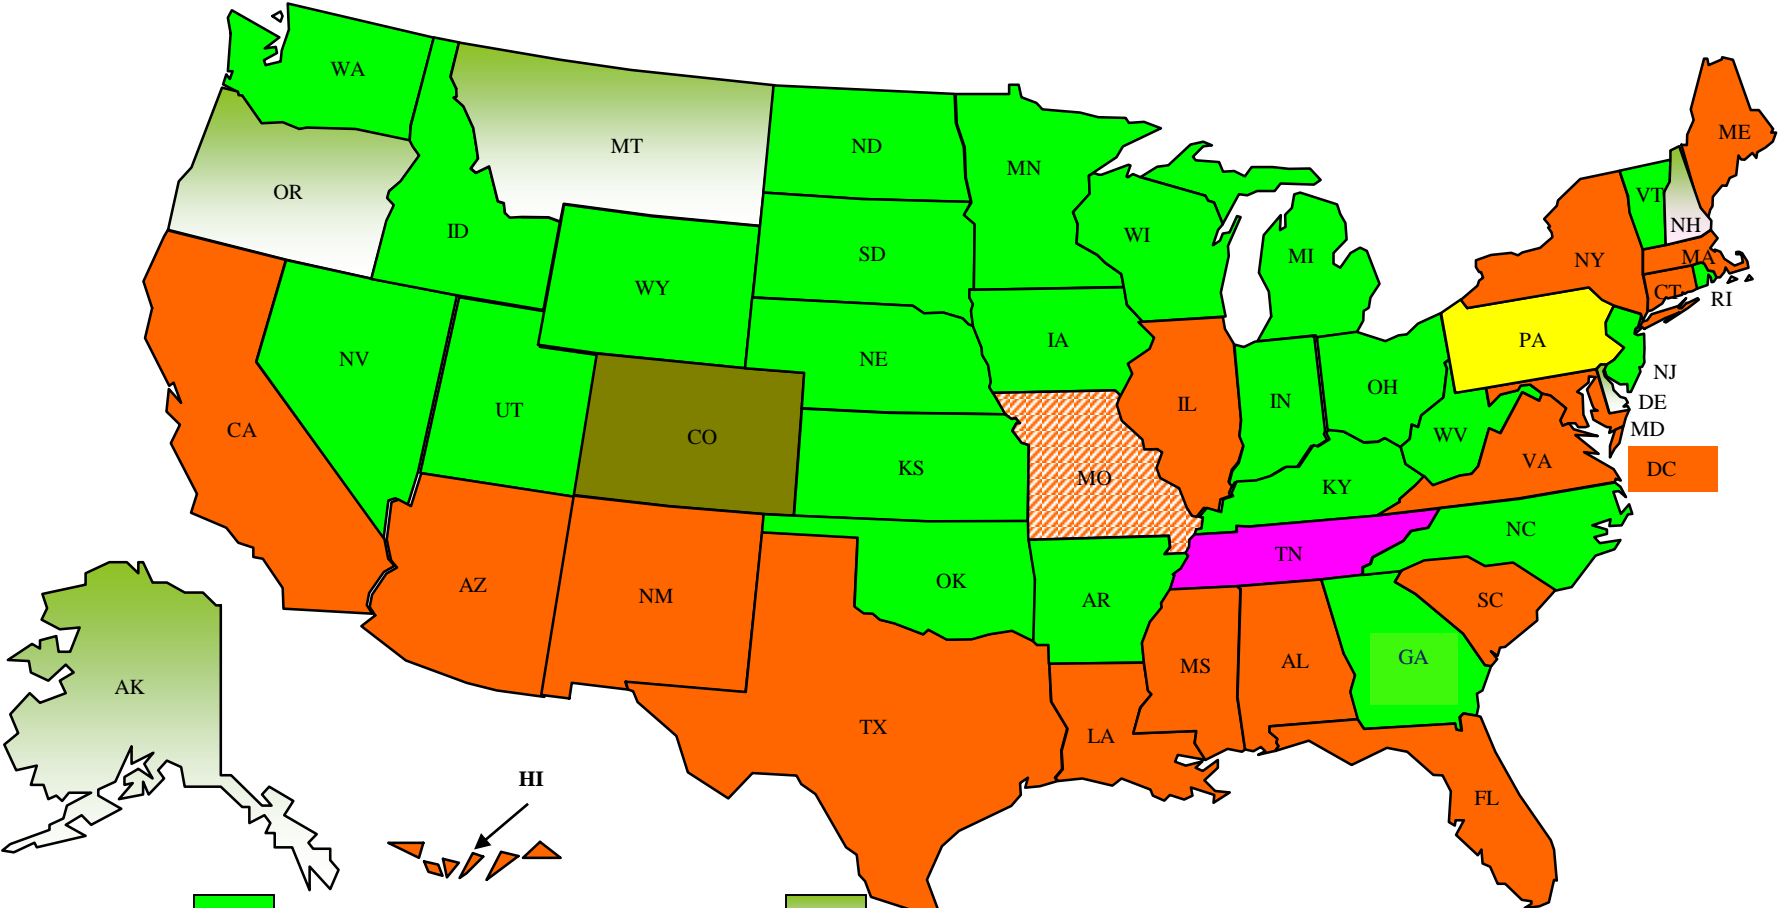 WA
ME
ND
MT
MN
OR
VT
NH
ID
WI
SD
MI
MA
NY
WY
CT
RI
IA
PA
NV
NE
NJ
OH
UT
IN
IL
DE
CA
MD
CO
WV
VA
KS
DC
MO
KY
NC
TN
OK
AZ
NM
AR
SC
GA
AL
MS
AK
TX
LA
HI
FL